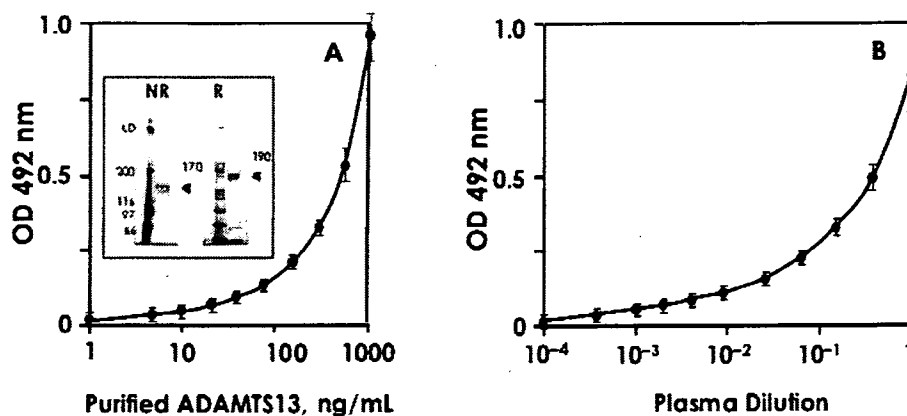 1.0
A
NR R
200
170
190
116
97
0.5
OD 492 nm
0
1 10 100 1000
Purified ADAMTS13, ng/mL
1.0
B
0.5
OD 492 nm
0
10⁻⁴ 10⁻³ 10⁻² 10⁻¹
Plasma Dilution